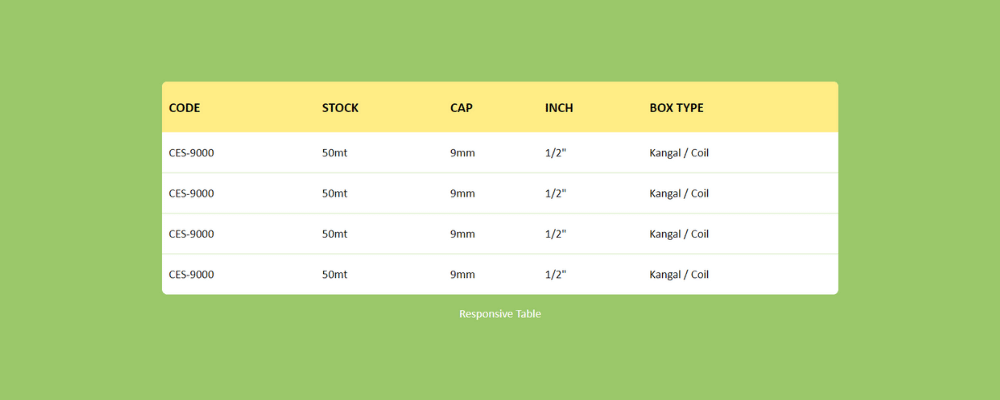 CODE STOCK CAP INCH BOX TYPE
CES-9000 50mt 9mm 1/2" Kangal / Coil
CES-9000 50mt 9mm 1/2" Kangal / Coil
CES-9000 50mt 9mm 1/2" Kangal / Coil
CES-9000 50mt 9mm 1/2" Kangal / Coil
Responsive Table